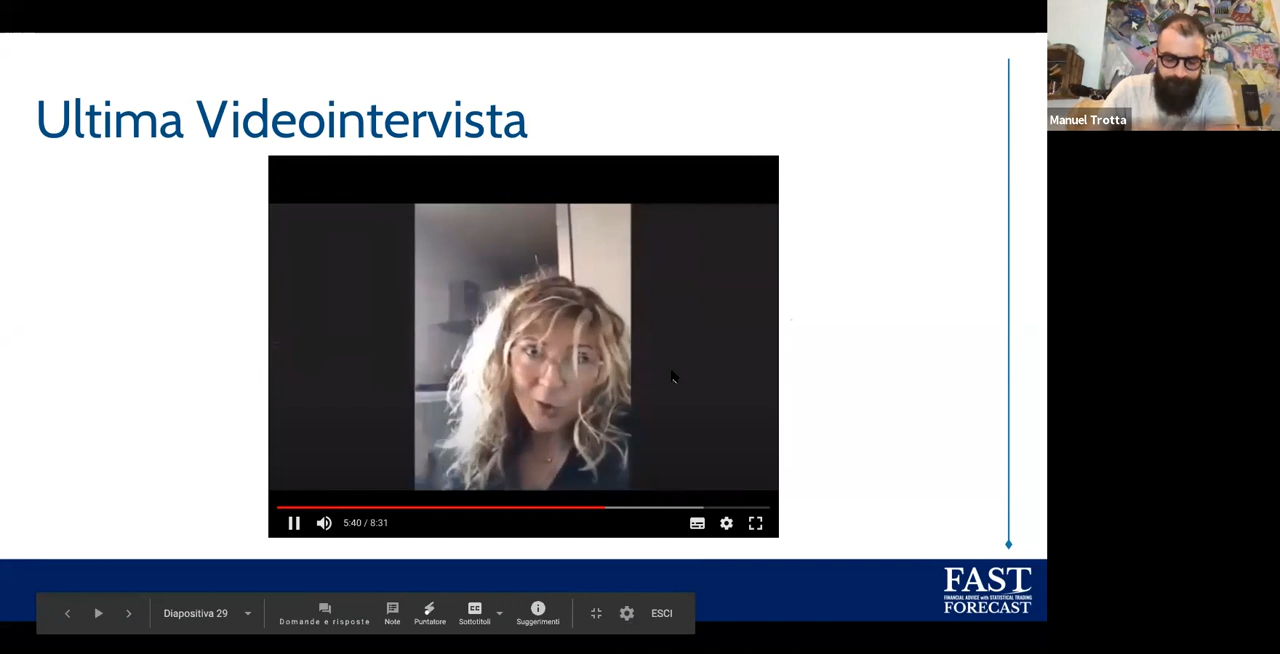 Ultima Videointervista
Manuel Trotta
5:40 / 8:31
FAST
FINANCIAL ADVICE with STATISTICAL TRADING
FORECAST
Diapositiva 29
Domande e risposte
Note
Puntatore
CC
Sottotitoli
Suggerimenti
ESCI